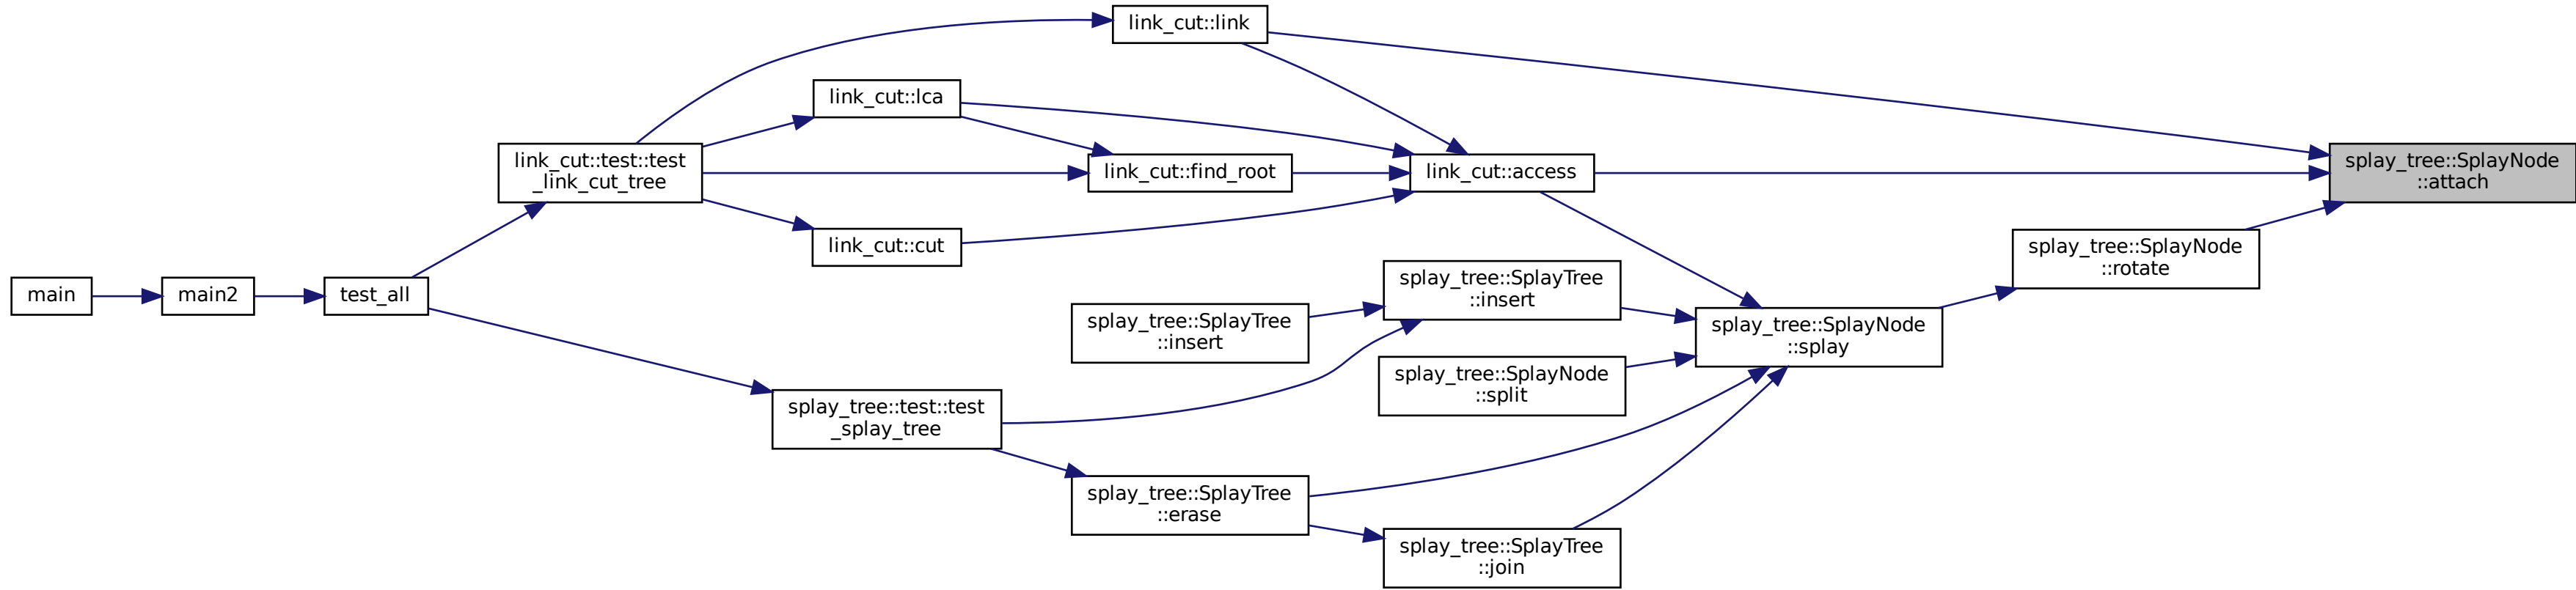 link_cut::link
link_cut::lca
link_cut::test::test
_link_cut_tree
link_cut::find_root
link_cut::access
splay_tree::SplayNode
::attach
link_cut::cut
splay_tree::SplayNode
::rotate
main
main2
test_all
splay_tree::SplayTree
::insert
splay_tree::SplayTree
::insert
splay_tree::SplayNode
::splay
splay_tree::SplayNode
::split
splay_tree::test::test
_splay_tree
splay_tree::SplayTree
::erase
splay_tree::SplayTree
::join